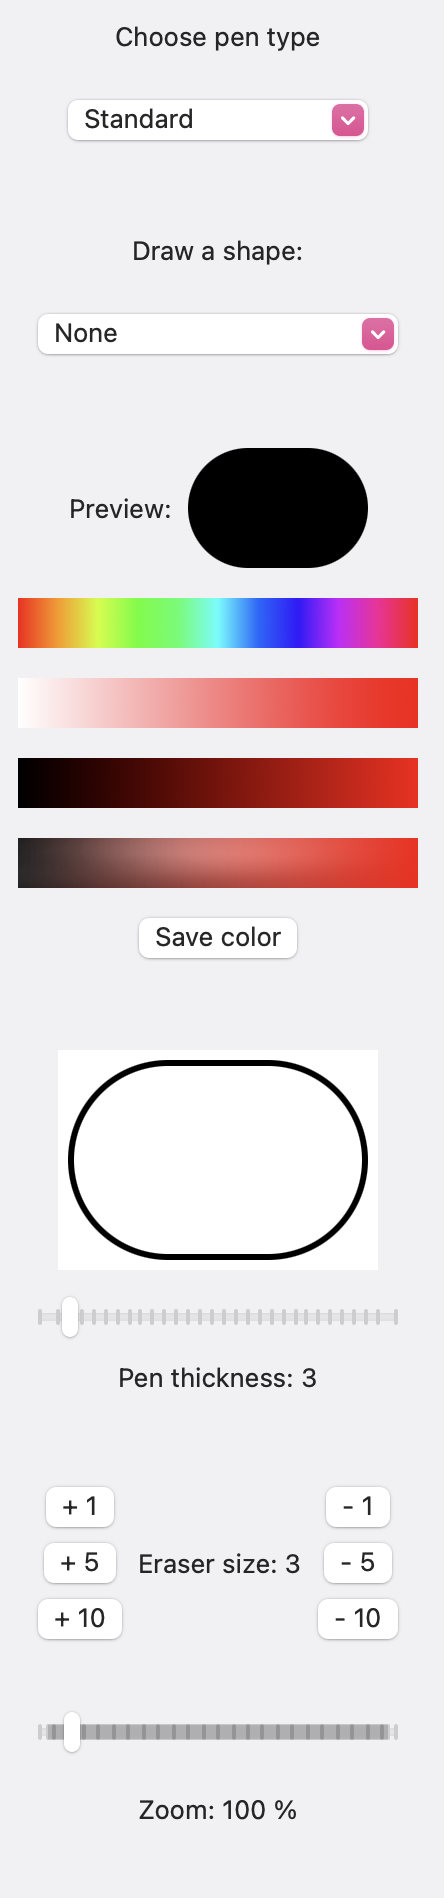 Choose pen type
Standard
Draw a shape:
None
Preview:
Save color
Pen thickness: 3
+ 1
- 1
+ 5
Eraser size: 3
- 5
+ 10
- 10
Zoom: 100 %